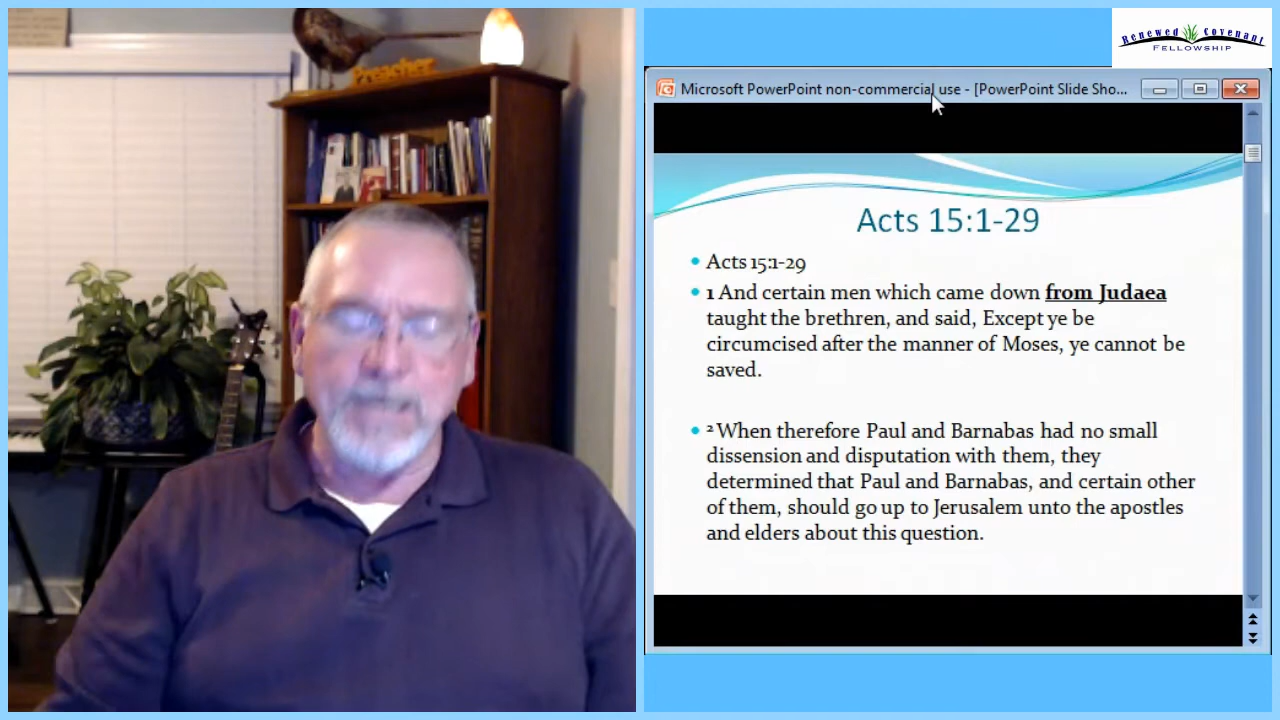 Preacher
Renewed Covenant
FELLOWSHIP
Microsoft PowerPoint non-commercial use - [PowerPoint Slide Sho...
Acts 15:1-29
Acts 15:1-29
1 And certain men which came down from Judaea
taught the brethren, and said, Except ye be
circumcised after the manner of Moses, ye cannot be
saved.
2 When therefore Paul and Barnabas had no small
dissension and disputation with them, they
determined that Paul and Barnabas, and certain other
of them, should go up to Jerusalem unto the apostles
and elders about this question.